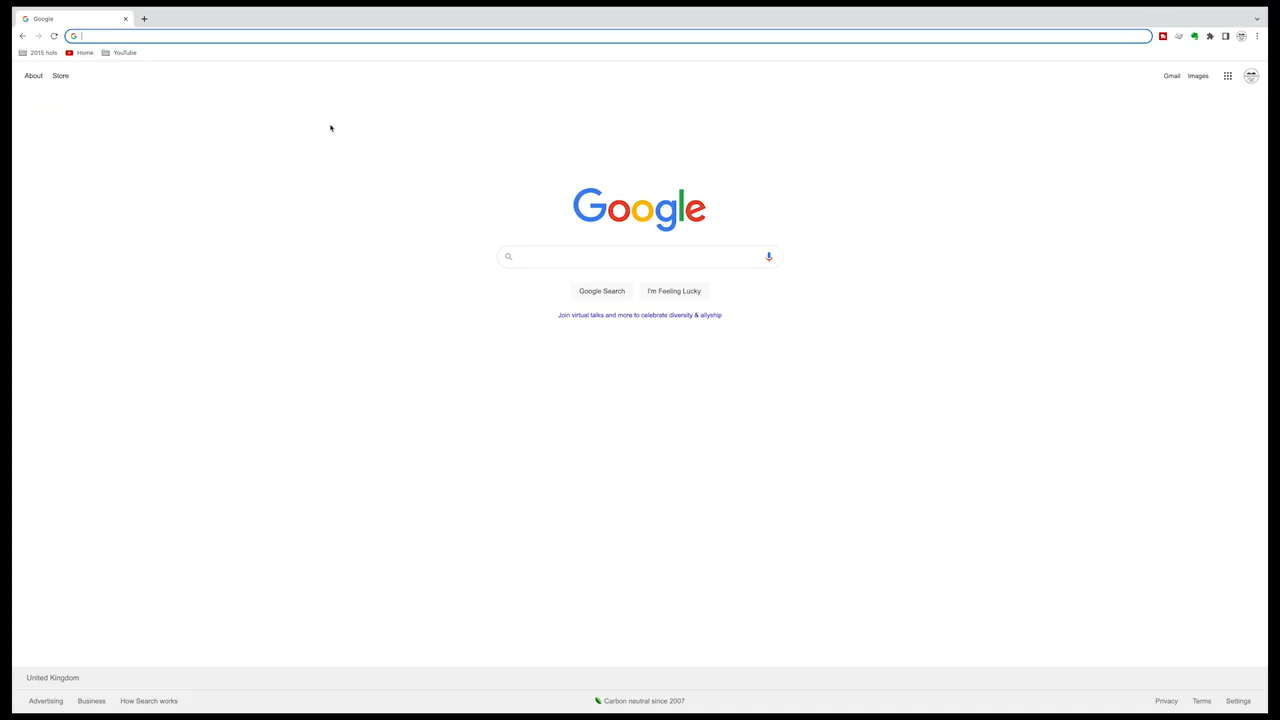 Google
2015 hols Home YouTube
About Store Gmail Images
Google
Google Search I'm Feeling Lucky
Join virtual talks and more to celebrate diversity & allyship
United Kingdom
Advertising Business How Search works Carbon neutral since 2007 Privacy Terms Settings